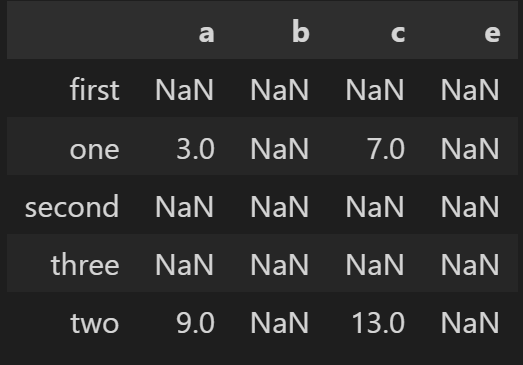 a b c e
first NaN NaN NaN NaN
one 3.0 NaN 7.0 NaN
second NaN NaN NaN NaN
three NaN NaN NaN NaN
two 9.0 NaN 13.0 NaN